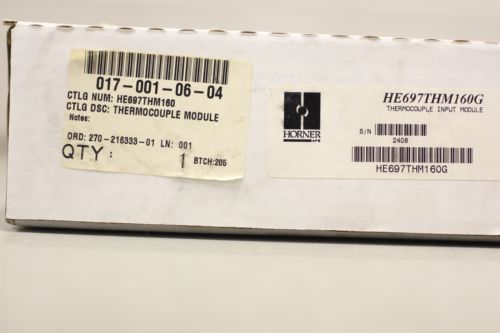 017-001-06-04
CTLG NUM: HE697THM160
CTLG DSC: THERMOCOUPLE MODULE
Notes:
ORD: 270-216333-01 LN: 001
QTY : 1 BTCH:205
HORNER
APG
HE697THM160G
THERMOCOUPLE INPUT MODULE
S/N
2408
HE697THM160G